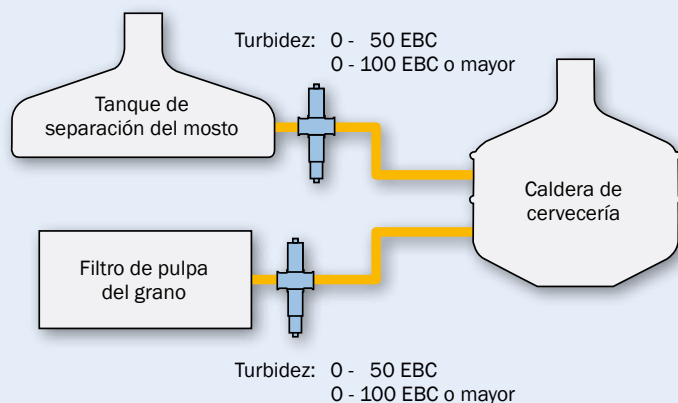 Turbidez: 0 - 50 EBC
0 - 100 EBC o mayor
Tanque de
separación del mosto
Caldera de
cervecería
Filtro de pulpa
del grano
Turbidez: 0 - 50 EBC
0 - 100 EBC o mayor